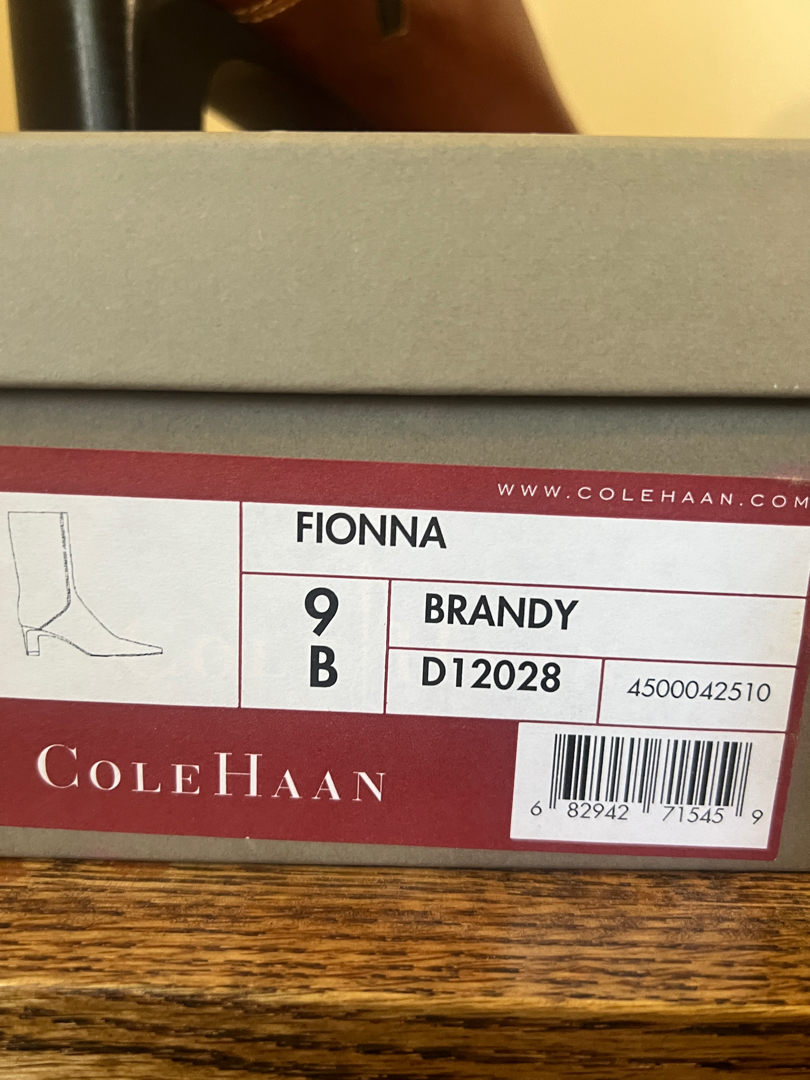 WWW.COLEHAAN.COM
FIONNA
9
B
BRANDY
D12028
4500042510
COLE HAAN
6 82942 71545 9